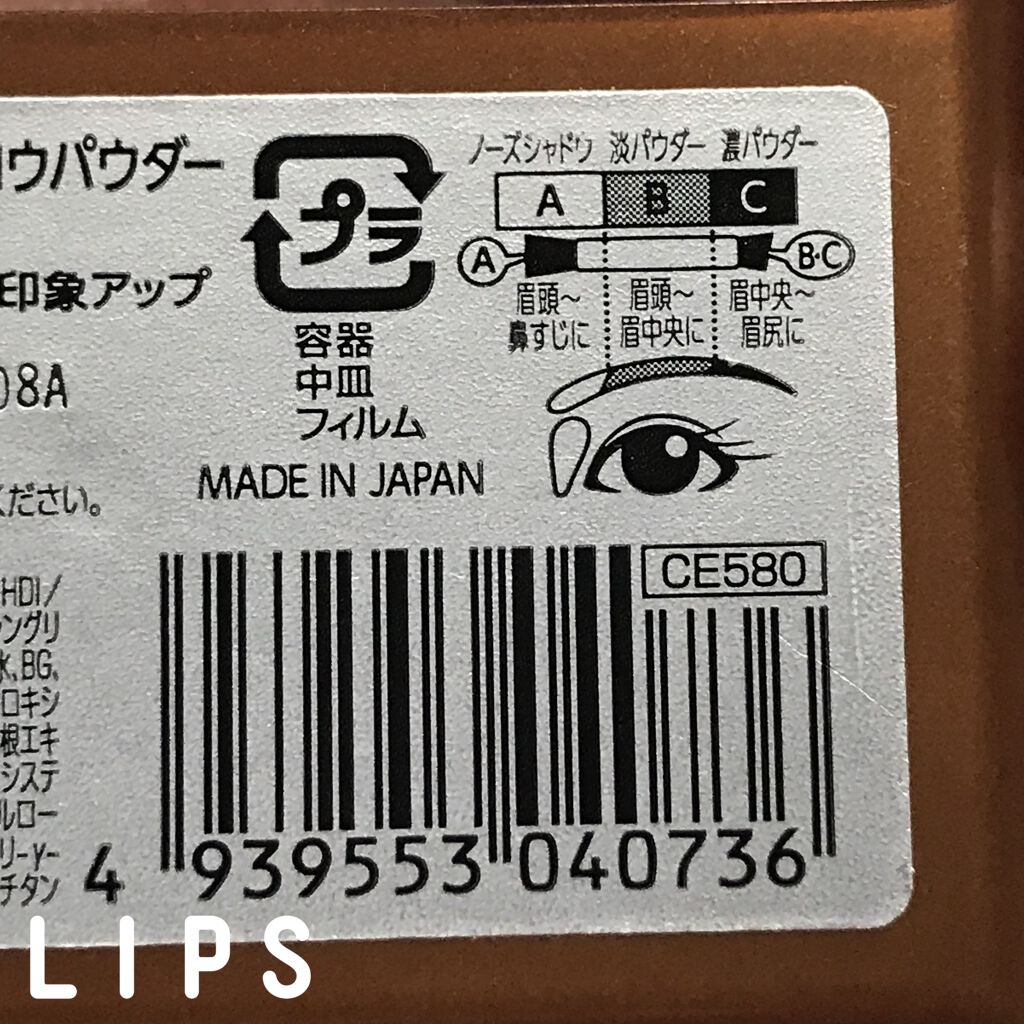 ロウパウダー
印象アップ
08A
ください。
HDI/
ングリ
水、BG、
ロキシ
根エキ
システ
ルロー
リ-γ-
チタン
プラ
容器
中皿
フィルム
MADE IN JAPAN
ノーズシャドウ 淡パウダー 濃パウダー
A B C
A B・C
眉頭～ 眉頭～ 眉中央～
鼻すじに 眉中央に 眉尻に
CE580
4 939553 040736
LIPS